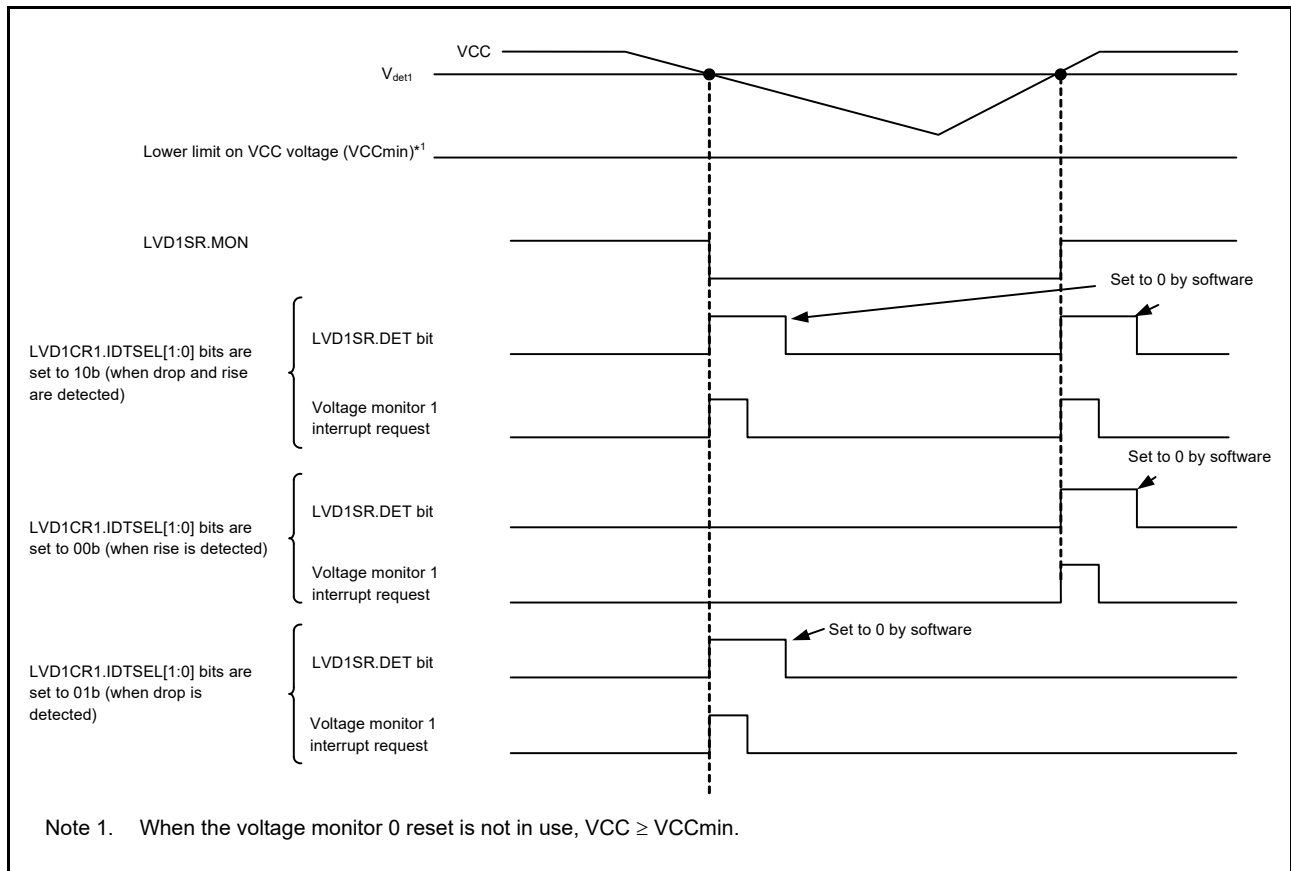 VCC
Vdet1
Lower limit on VCC voltage (VCCmin)*1
LVD1SR.MON
Set to 0 by software
LVD1CR1.IDTSEL[1:0] bits are
set to 10b (when drop and rise
are detected)
LVD1SR.DET bit
Voltage monitor 1
interrupt request
Set to 0 by software
LVD1CR1.IDTSEL[1:0] bits are
set to 00b (when rise is detected)
LVD1SR.DET bit
Voltage monitor 1
interrupt request
Set to 0 by software
LVD1CR1.IDTSEL[1:0] bits are
set to 01b (when drop is
detected)
LVD1SR.DET bit
Voltage monitor 1
interrupt request
Note 1. When the voltage monitor 0 reset is not in use, VCC ≥ VCCmin.